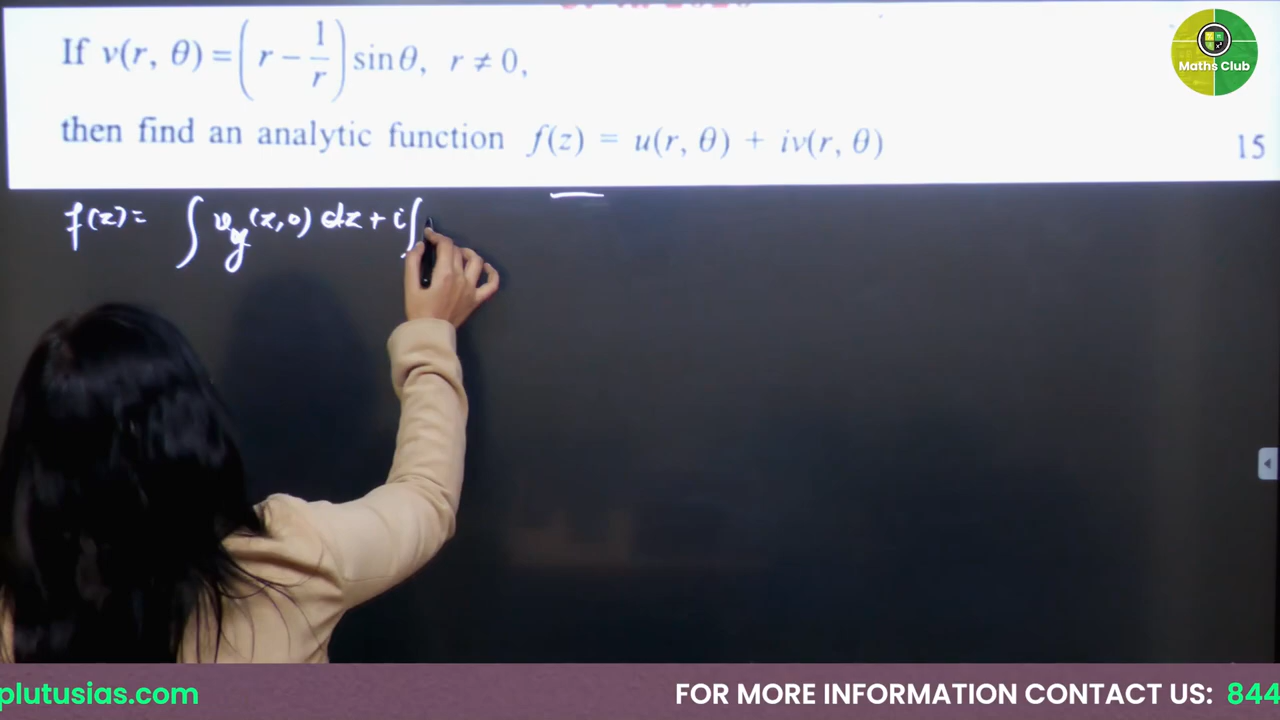 If v(r, θ) = (r − 1/r) sin θ, r ≠ 0,
then find an analytic function f(z) = u(r, θ) + iv(r, θ) 15
Maths Club
f(z) = ∫ v_y(z,0) dz + i∫
plutusias.com FOR MORE INFORMATION CONTACT US: 844